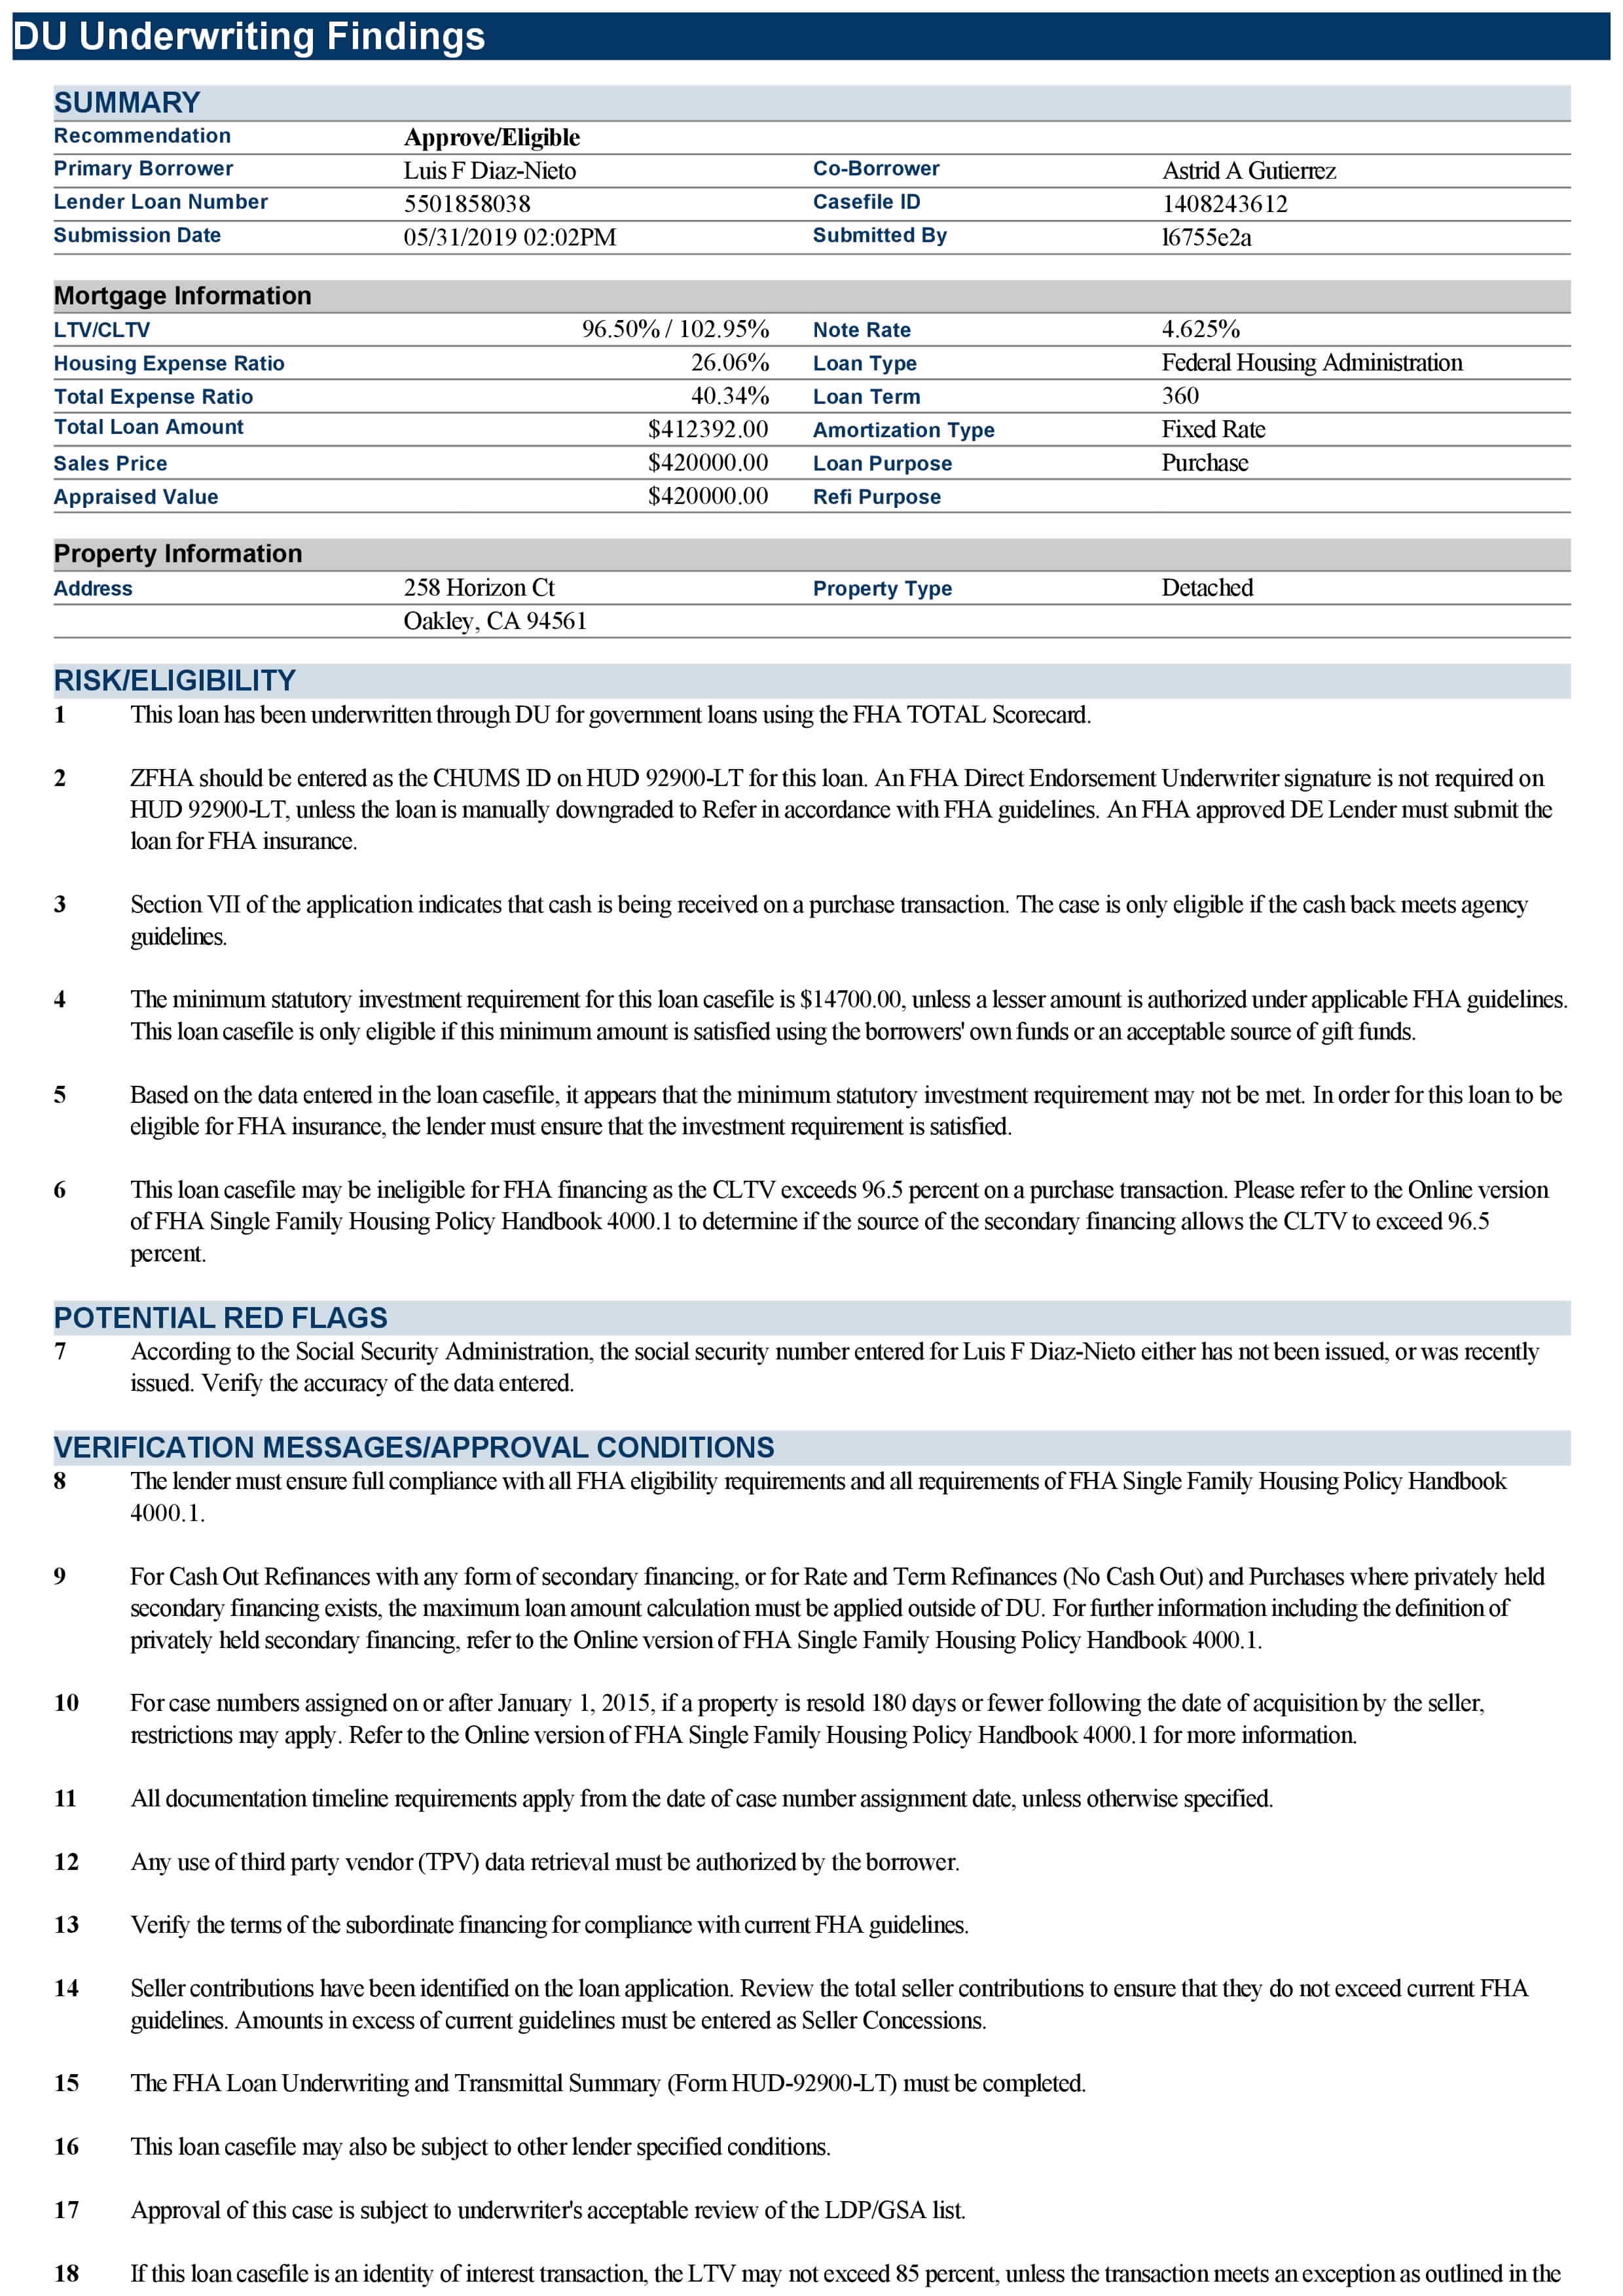 DU Underwriting Findings
SUMMARY
Recommendation Approve/Eligible
Primary Borrower Luis F Diaz-Nieto Co-Borrower Astrid A Gutierrez
Lender Loan Number 5501858038 Casefile ID 1408243612
Submission Date 05/31/2019 02:02PM Submitted By l6755e2a
Mortgage Information
LTV/CLTV 96.50% / 102.95% Note Rate 4.625%
Housing Expense Ratio 26.06% Loan Type Federal Housing Administration
Total Expense Ratio 40.34% Loan Term 360
Total Loan Amount $412392.00 Amortization Type Fixed Rate
Sales Price $420000.00 Loan Purpose Purchase
Appraised Value $420000.00 Refi Purpose
Property Information
Address 258 Horizon Ct Property Type Detached
Oakley, CA 94561
RISK/ELIGIBILITY
1 This loan has been underwritten through DU for government loans using the FHA TOTAL Scorecard.
2 ZFHA should be entered as the CHUMS ID on HUD 92900-LT for this loan. An FHA Direct Endorsement Underwriter signature is not required on
HUD 92900-LT, unless the loan is manually downgraded to Refer in accordance with FHA guidelines. An FHA approved DE Lender must submit the
loan for FHA insurance.
3 Section VII of the application indicates that cash is being received on a purchase transaction. The case is only eligible if the cash back meets agency
guidelines.
4 The minimum statutory investment requirement for this loan casefile is $14700.00, unless a lesser amount is authorized under applicable FHA guidelines.
This loan casefile is only eligible if this minimum amount is satisfied using the borrowers' own funds or an acceptable source of gift funds.
5 Based on the data entered in the loan casefile, it appears that the minimum statutory investment requirement may not be met. In order for this loan to be
eligible for FHA insurance, the lender must ensure that the investment requirement is satisfied.
6 This loan casefile may be ineligible for FHA financing as the CLTV exceeds 96.5 percent on a purchase transaction. Please refer to the Online version
of FHA Single Family Housing Policy Handbook 4000.1 to determine if the source of the secondary financing allows the CLTV to exceed 96.5
percent.
POTENTIAL RED FLAGS
7 According to the Social Security Administration, the social security number entered for Luis F Diaz-Nieto either has not been issued, or was recently
issued. Verify the accuracy of the data entered.
VERIFICATION MESSAGES/APPROVAL CONDITIONS
8 The lender must ensure full compliance with all FHA eligibility requirements and all requirements of FHA Single Family Housing Policy Handbook
4000.1.
9 For Cash Out Refinances with any form of secondary financing, or for Rate and Term Refinances (No Cash Out) and Purchases where privately held
secondary financing exists, the maximum loan amount calculation must be applied outside of DU. For further information including the definition of
privately held secondary financing, refer to the Online version of FHA Single Family Housing Policy Handbook 4000.1.
10 For case numbers assigned on or after January 1, 2015, if a property is resold 180 days or fewer following the date of acquisition by the seller,
restrictions may apply. Refer to the Online version of FHA Single Family Housing Policy Handbook 4000.1 for more information.
11 All documentation timeline requirements apply from the date of case number assignment date, unless otherwise specified.
12 Any use of third party vendor (TPV) data retrieval must be authorized by the borrower.
13 Verify the terms of the subordinate financing for compliance with current FHA guidelines.
14 Seller contributions have been identified on the loan application. Review the total seller contributions to ensure that they do not exceed current FHA
guidelines. Amounts in excess of current guidelines must be entered as Seller Concessions.
15 The FHA Loan Underwriting and Transmittal Summary (Form HUD-92900-LT) must be completed.
16 This loan casefile may also be subject to other lender specified conditions.
17 Approval of this case is subject to underwriter's acceptable review of the LDP/GSA list.
18 If this loan casefile is an identity of interest transaction, the LTV may not exceed 85 percent, unless the transaction meets an exception as outlined in the